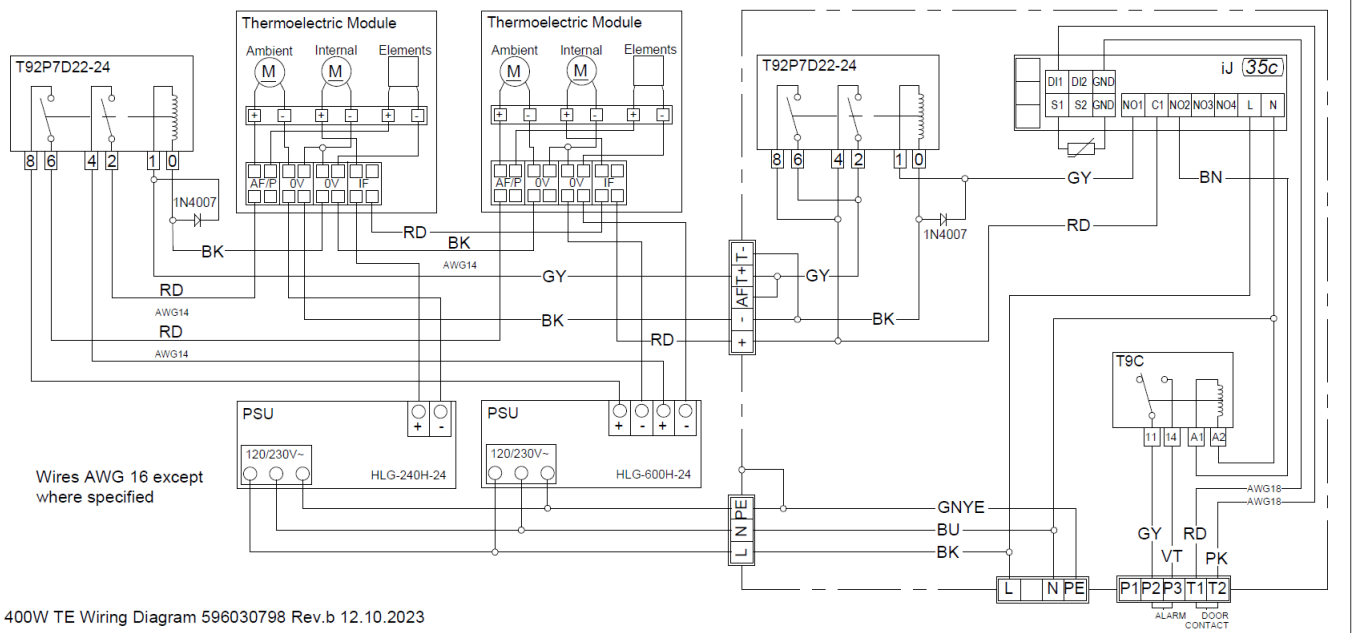 Thermoelectric Module
Ambient Internal Elements
M M
+ - + - + -
AF/P 0V 0V IF
Thermoelectric Module
Ambient Internal Elements
M M
+ - + - + -
AF/P 0V 0V IF
T92P7D22-24
8 6 4 2 1 0
1N4007
T92P7D22-24
8 6 4 2 1 0
1N4007
iJ 35c
DI1 DI2 GND
S1 S2 GND NO1 C1 NO2 NO3 NO4 L N
GY
BN
RD
RD
BK
BK
AWG14
GY
GY
RD
AWG14
BK
BK
RD
AWG14
RD
T-
T+
AF
-
+
T9C
11 14 A1 A2
PSU
+ -
120/230V~
HLG-240H-24
PSU
+ - + -
120/230V~
HLG-600H-24
Wires AWG 16 except
where specified
AWG18
AWG18
PE
N
L
GNYE
BU
BK
GY RD
VT PK
L N PE
P1 P2 P3 T1 T2
ALARM
DOOR
CONTACT
400W TE Wiring Diagram 596030798 Rev.b 12.10.2023